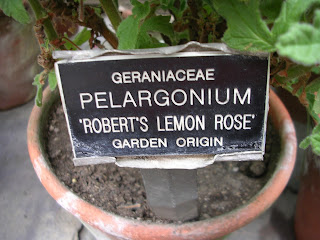 GERANIACEAE
PELARGONIUM
'ROBERT'S LEMON ROSE'
GARDEN ORIGIN